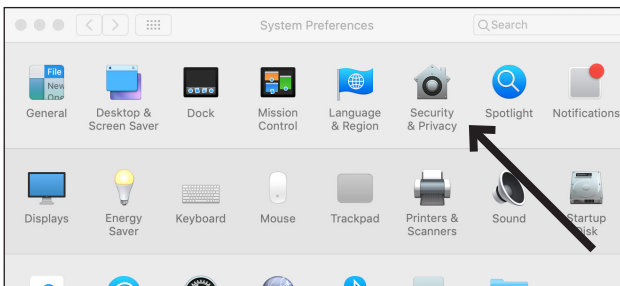 System Preferences
Search
File
New
One
General
Desktop &
Screen Saver
Dock
Mission
Control
Language
& Region
Security
& Privacy
Spotlight
Notifications
Displays
Energy
Saver
Keyboard
Mouse
Trackpad
Printers &
Scanners
Sound
Startup
Disk